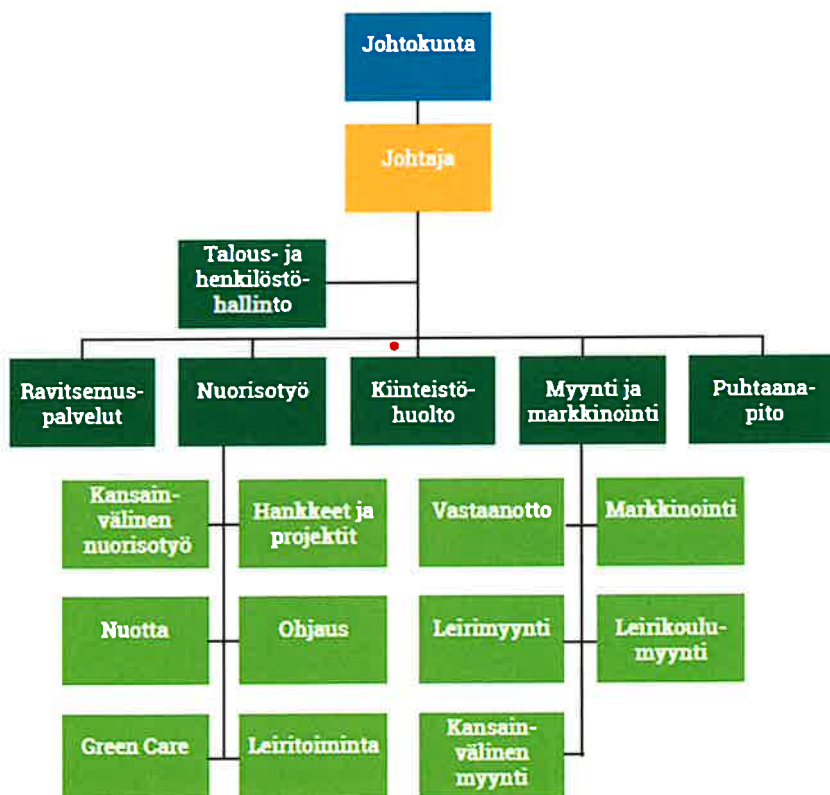 Johtokunta
Johtaja
Talous- ja
henkilöstö-
hallinto
Ravitsemus-
palvelut
Nuorisotyö
Kiinteistö-
huolto
Myynti ja
markkinointi
Puhtaana-
pito
Kansain-
välinen
nuorisotyö
Hankkeet ja
projektit
Vastaanotto
Markkinointi
Nuotta
Ohjaus
Leirimyynti
Leirikoulu-
myynti
Green Care
Leiritoiminta
Kansain-
välinen
myynti